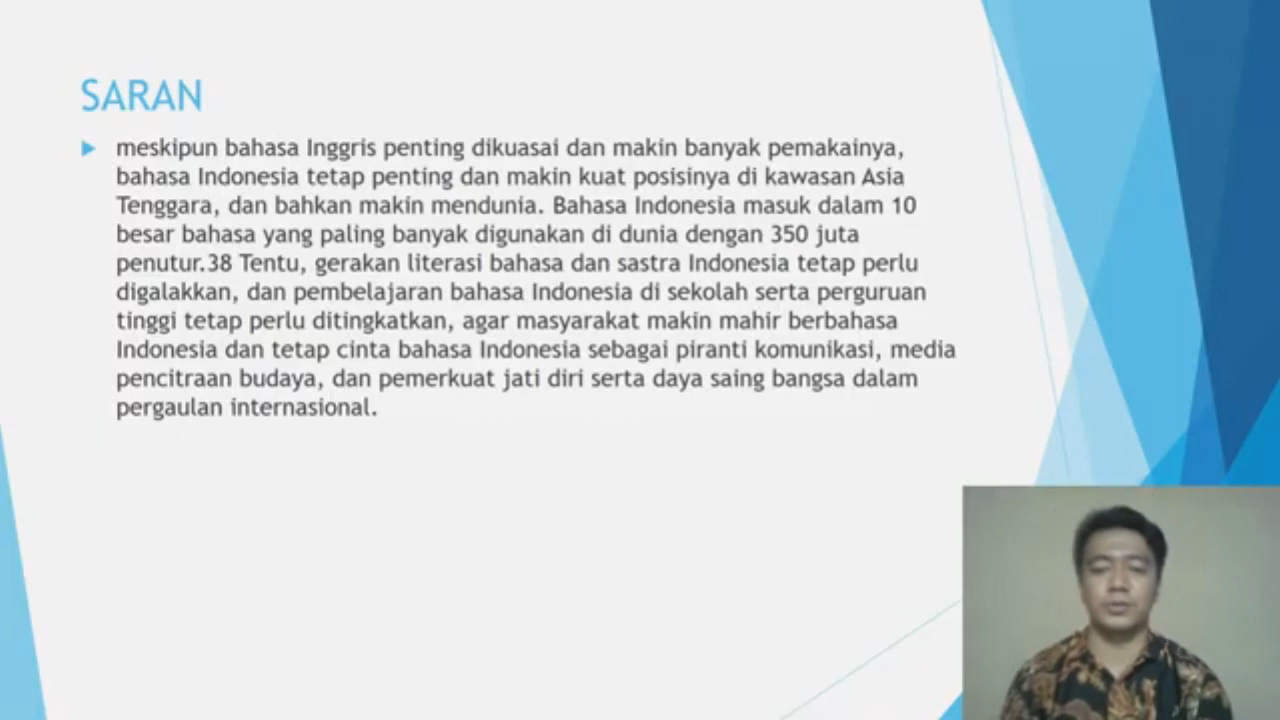 SARAN
meskipun bahasa Inggris penting dikuasai dan makin banyak pemakainya,
bahasa Indonesia tetap penting dan makin kuat posisinya di kawasan Asia
Tenggara, dan bahkan makin mendunia. Bahasa Indonesia masuk dalam 10
besar bahasa yang paling banyak digunakan di dunia dengan 350 juta
penutur.38 Tentu, gerakan literasi bahasa dan sastra Indonesia tetap perlu
digalakkan, dan pembelajaran bahasa Indonesia di sekolah serta perguruan
tinggi tetap perlu ditingkatkan, agar masyarakat makin mahir berbahasa
Indonesia dan tetap cinta bahasa Indonesia sebagai piranti komunikasi, media
pencitraan budaya, dan pemerkuat jati diri serta daya saing bangsa dalam
pergaulan internasional.